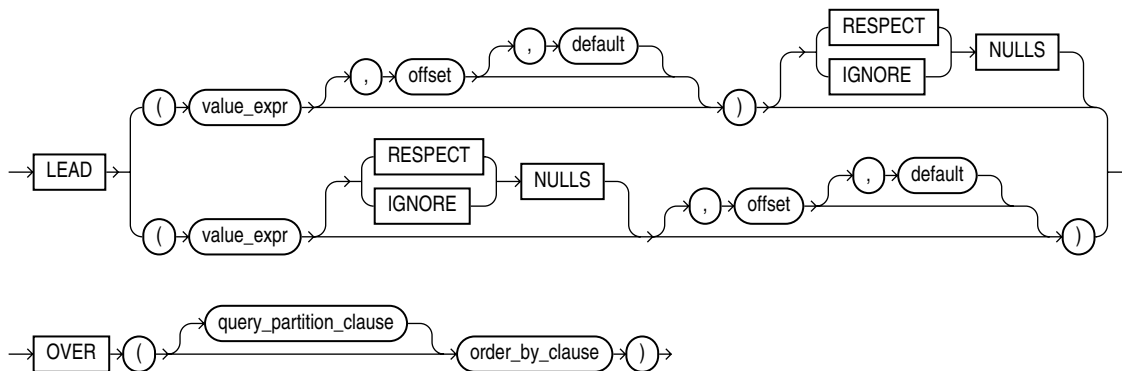 , default RESPECT
, offset NULLS
IGNORE
( value_expr )
LEAD
RESPECT , default
NULLS , offset
IGNORE
( value_expr )
query_partition_clause
OVER ( order_by_clause )